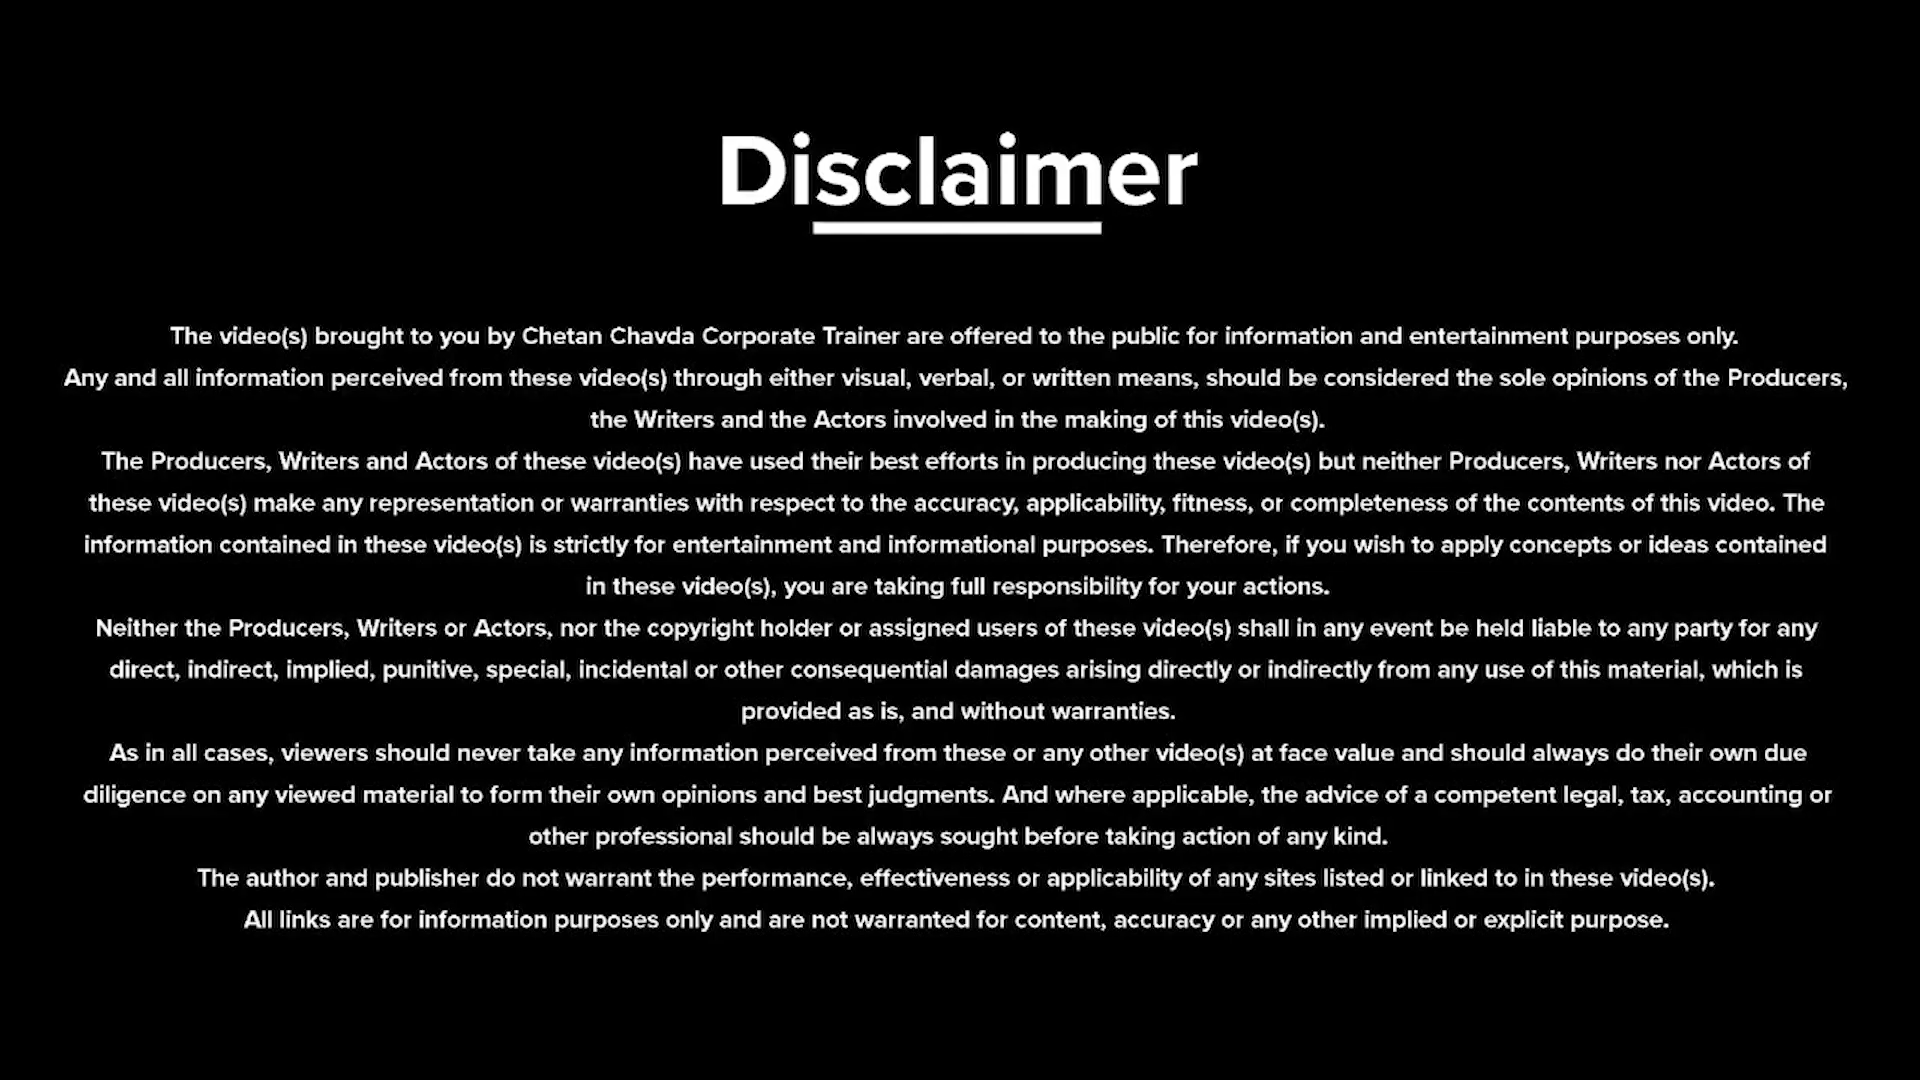 Disclaimer
The video(s) brought to you by Chetan Chavda Corporate Trainer are offered to the public for information and entertainment purposes only.
Any and all information perceived from these video(s) through either visual, verbal, or written means, should be considered the sole opinions of the Producers,
the Writers and the Actors involved in the making of this video(s).
The Producers, Writers and Actors of these video(s) have used their best efforts in producing these video(s) but neither Producers, Writers nor Actors of
these video(s) make any representation or warranties with respect to the accuracy, applicability, fitness, or completeness of the contents of this video. The
information contained in these video(s) is strictly for entertainment and informational purposes. Therefore, if you wish to apply concepts or ideas contained
in these video(s), you are taking full responsibility for your actions.
Neither the Producers, Writers or Actors, nor the copyright holder or assigned users of these video(s) shall in any event be held liable to any party for any
direct, indirect, implied, punitive, special, incidental or other consequential damages arising directly or indirectly from any use of this material, which is
provided as is, and without warranties.
As in all cases, viewers should never take any information perceived from these or any other video(s) at face value and should always do their own due
diligence on any viewed material to form their own opinions and best judgments. And where applicable, the advice of a competent legal, tax, accounting or
other professional should be always sought before taking action of any kind.
The author and publisher do not warrant the performance, effectiveness or applicability of any sites listed or linked to in these video(s).
All links are for information purposes only and are not warranted for content, accuracy or any other implied or explicit purpose.